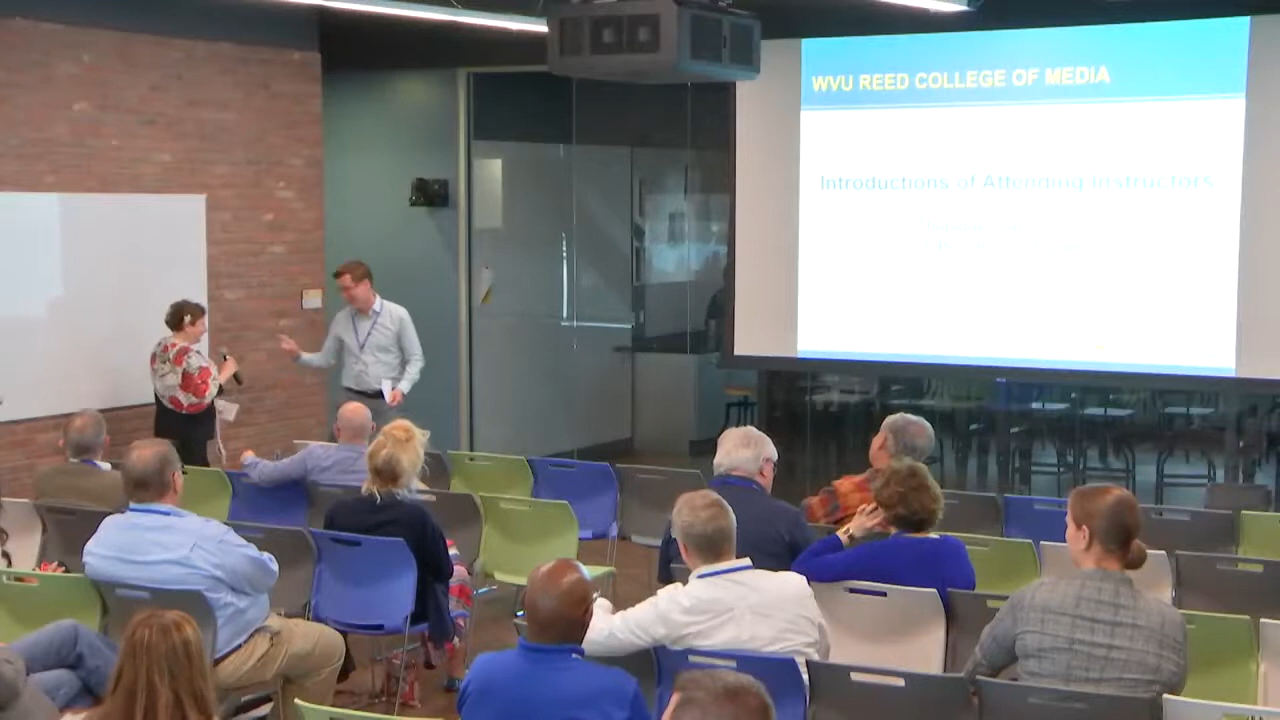 WVU REED COLLEGE OF MEDIA
Introductions of Attending Instructors